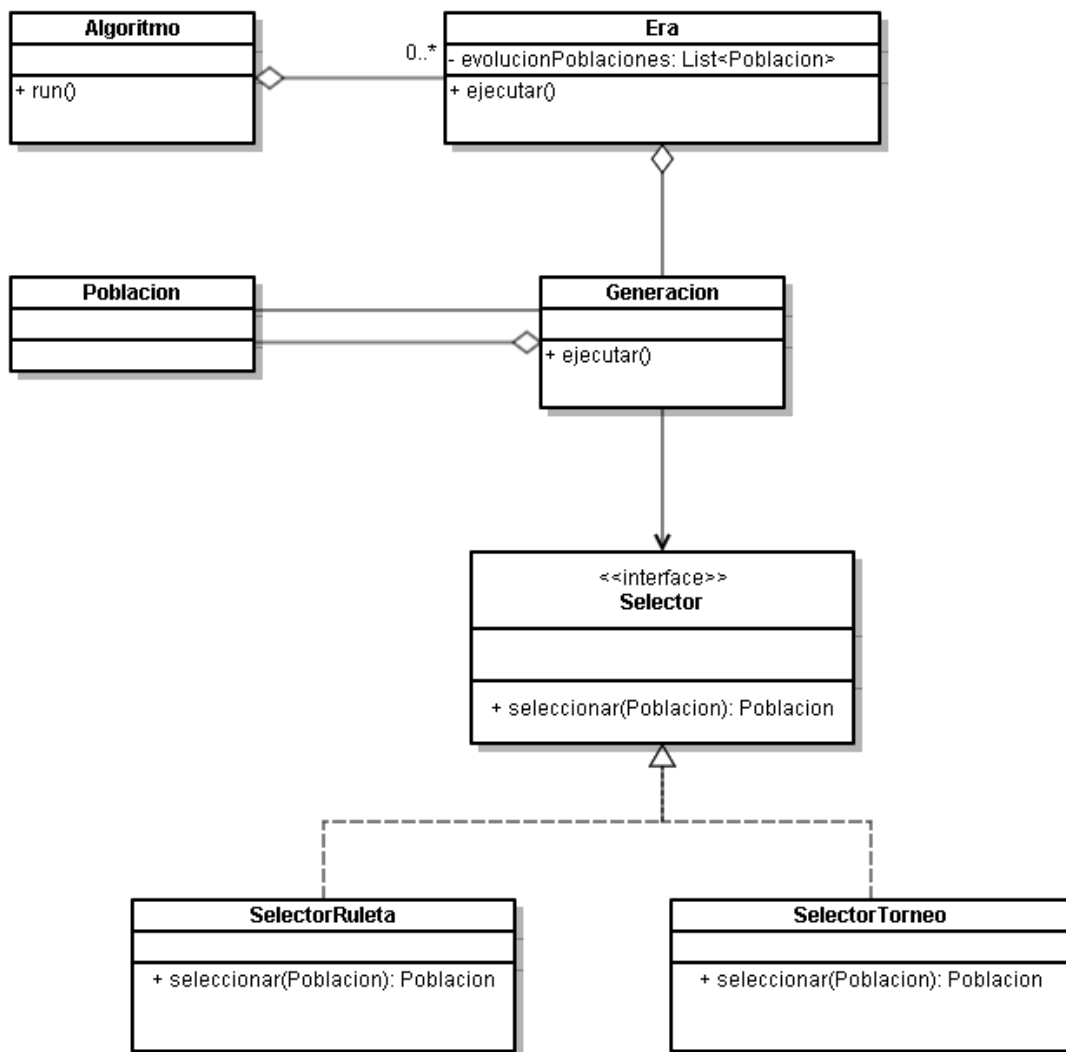 Algoritmo
+ run()
0..*
Era
- evolucionPoblaciones: List<Poblacion>
+ ejecutar()
Poblacion
Generacion
+ ejecutar()
<<interface>>
Selector
+ seleccionar(Poblacion): Poblacion
SelectorRuleta
+ seleccionar(Poblacion): Poblacion
SelectorTorneo
+ seleccionar(Poblacion): Poblacion